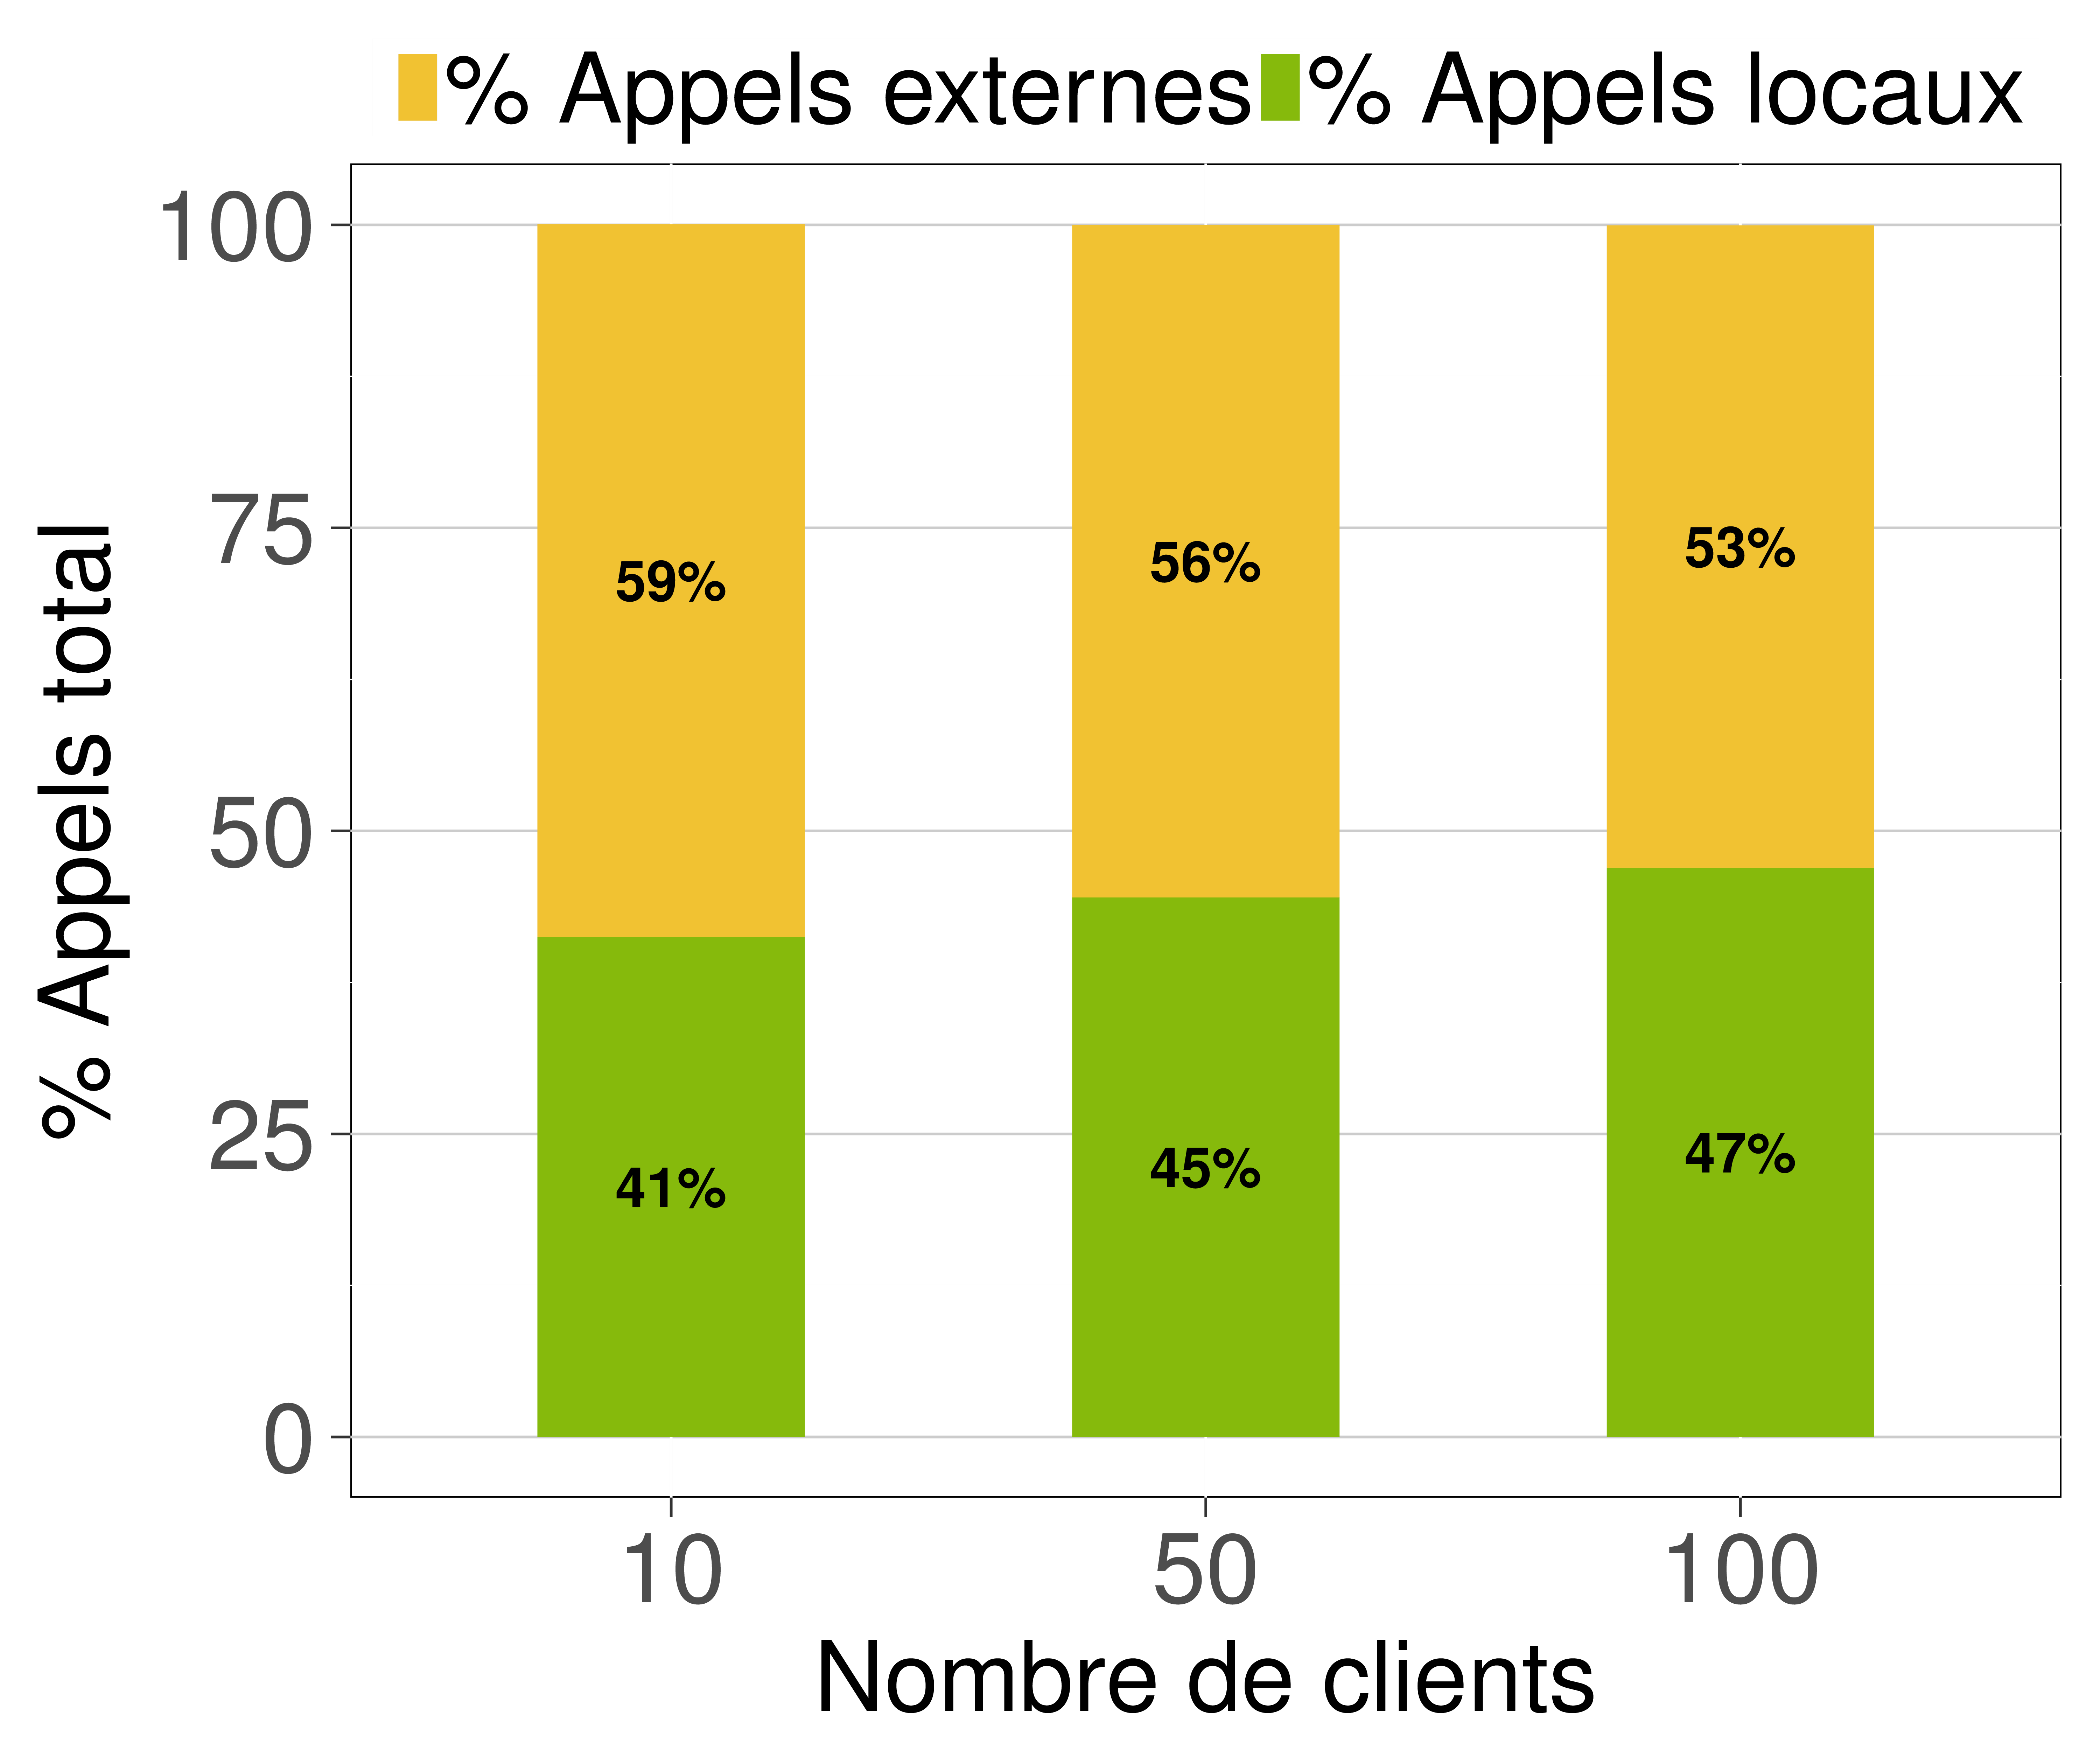 % Appels externes % Appels locaux
100
75
50
25
0
% Appels total
59%
56%
53%
41%
45%
47%
10 50 100
Nombre de clients